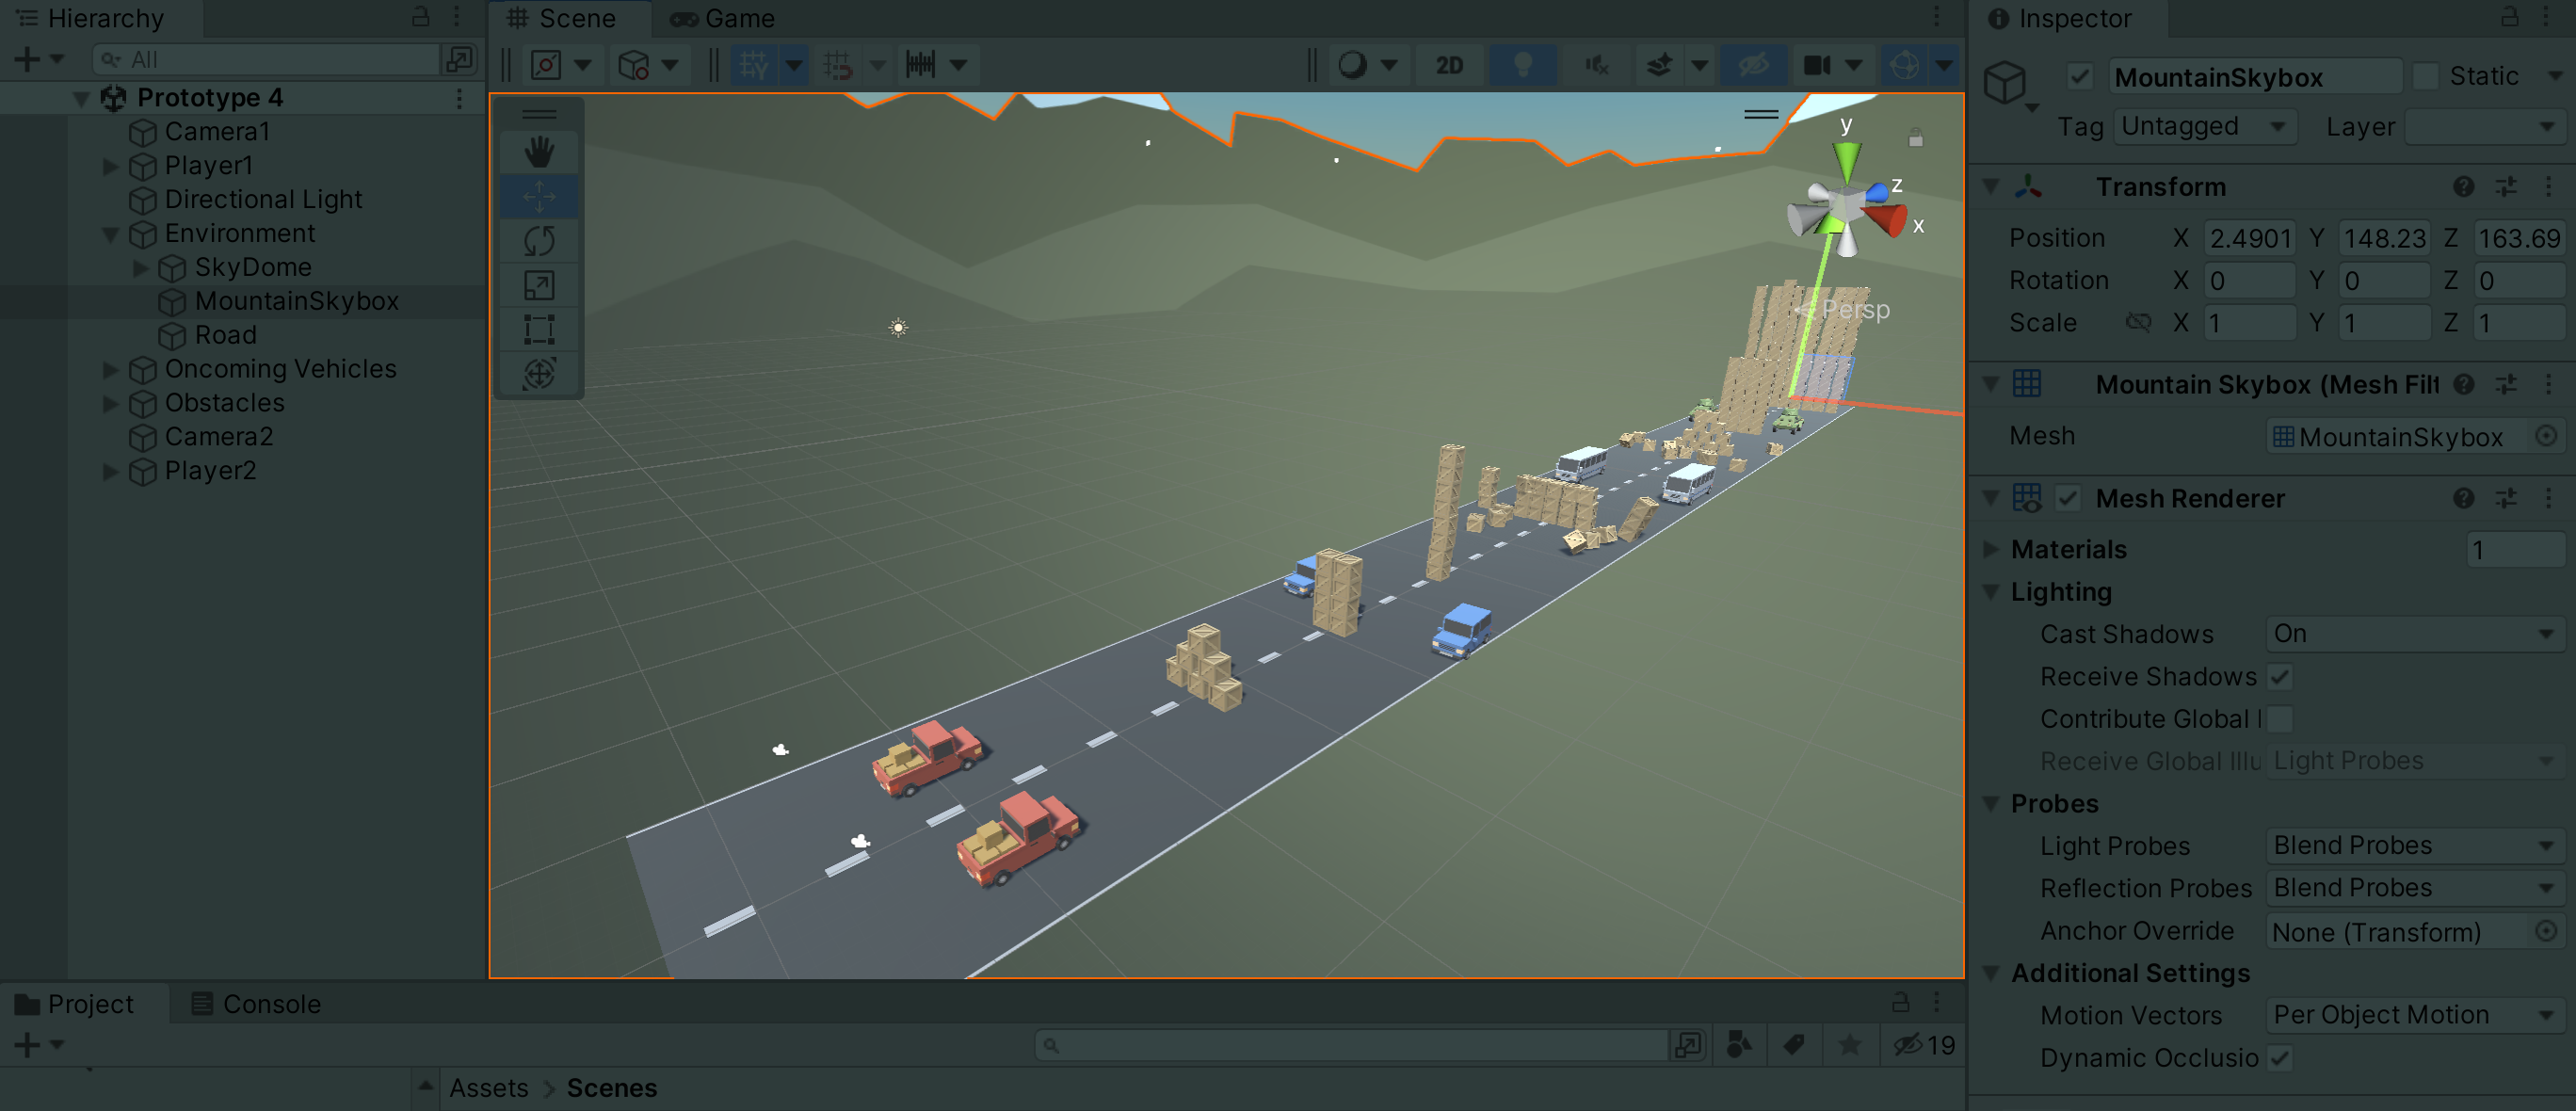 Hierarchy
All
Prototype 4
Camera1
Player1
Directional Light
Environment
SkyDome
MountainSkybox
Road
Oncoming Vehicles
Obstacles
Camera2
Player2
Scene
Game
2D
y
z
x
Persp
Inspector
MountainSkybox
Static
Tag Untagged
Layer
Transform
Position X 2.4901 Y 148.23 Z 163.69
Rotation X 0 Y 0 Z 0
Scale X 1 Y 1 Z 1
Mountain Skybox (Mesh Filt
Mesh MountainSkybox
Mesh Renderer
Materials 1
Lighting
Cast Shadows On
Receive Shadows
Contribute Global I
Receive Global Illu Light Probes
Probes
Light Probes Blend Probes
Reflection Probes Blend Probes
Anchor Override None (Transform)
Additional Settings
Motion Vectors Per Object Motion
Dynamic Occlusio
Project
Console
19
Assets > Scenes